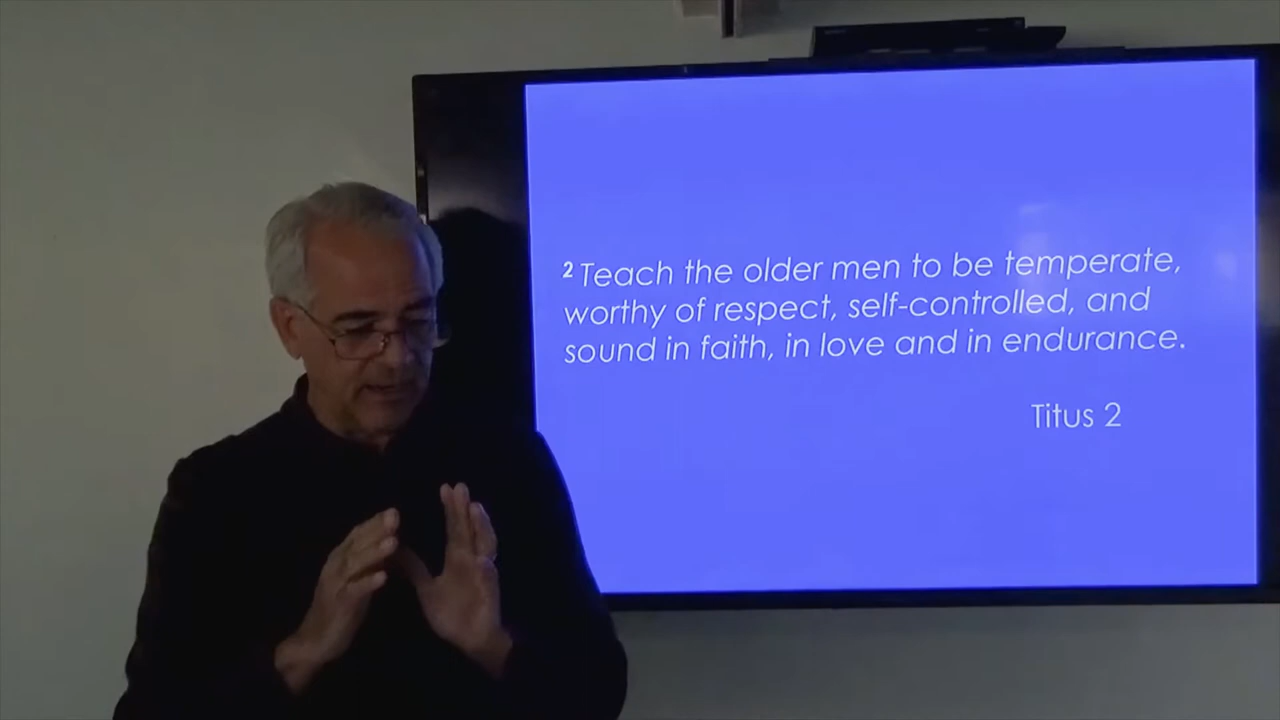 2 Teach the older men to be temperate,
worthy of respect, self-controlled, and
sound in faith, in love and in endurance.
Titus 2